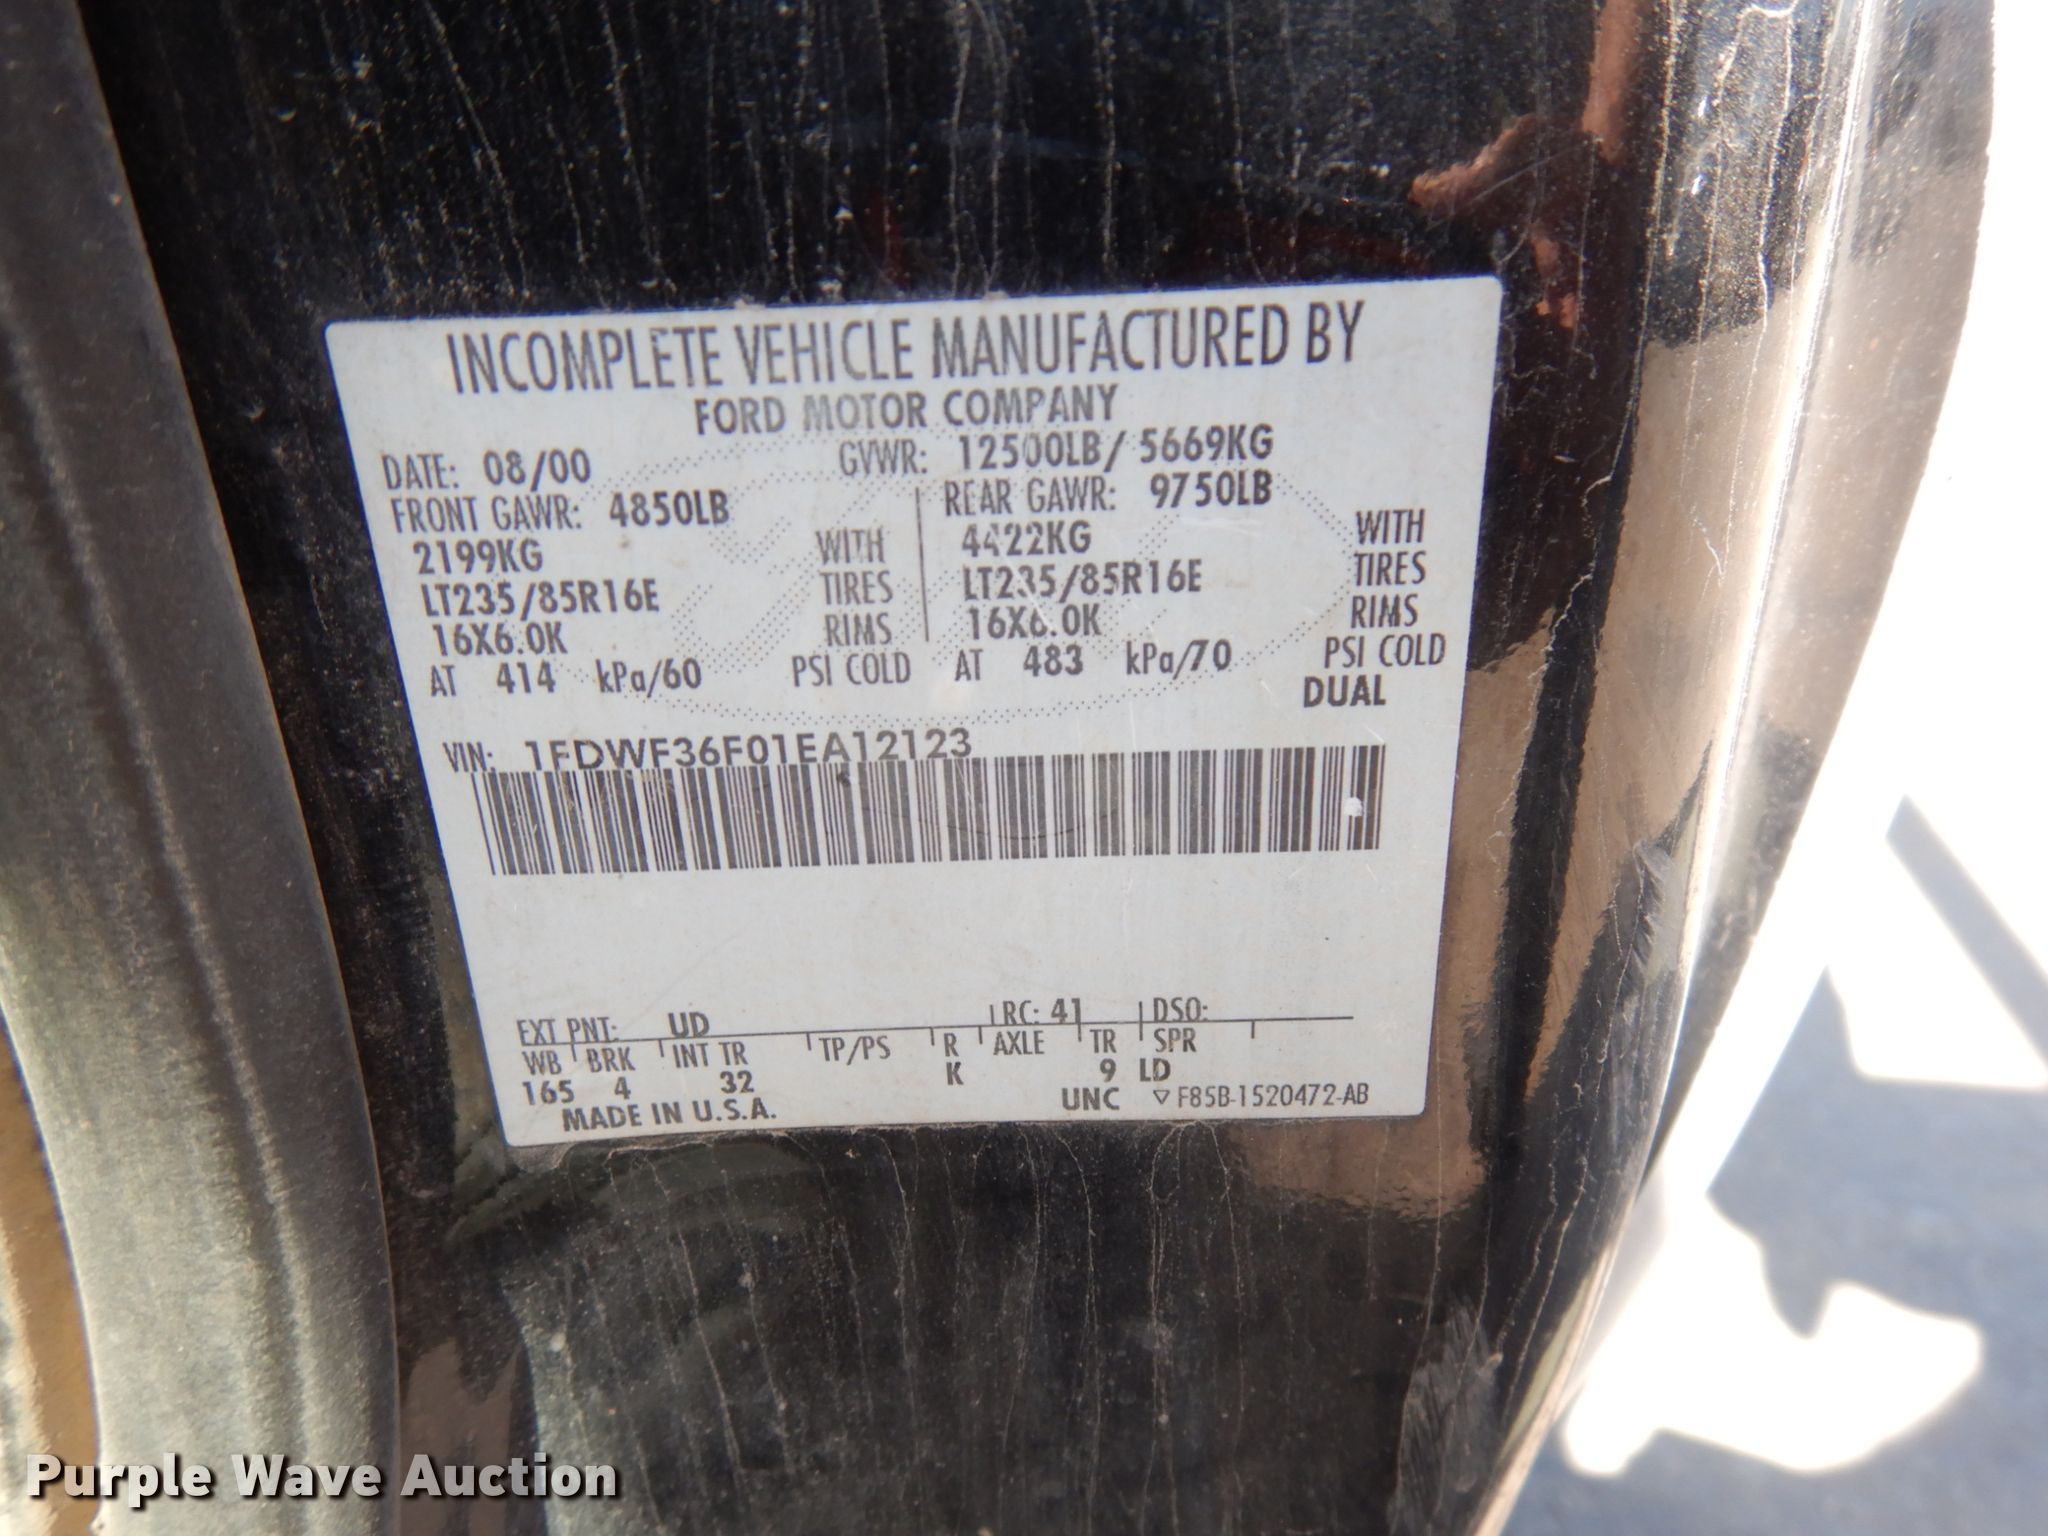 INCOMPLETE VEHICLE MANUFACTURED BY
FORD MOTOR COMPANY
DATE: 08/00 GVWR: 12500LB/ 5669KG
FRONT GAWR: 4850LB REAR GAWR: 9750LB
2199KG WITH 4422KG WITH
LT235/85R16E TIRES LT235/85R16E TIRES
16X6.0K RIMS 16X6.0K RIMS
AT 414 kPa/60 PSI COLD AT 483 kPa/70 PSI COLD
DUAL
VIN: 1FDWF36F01EA12123
EXT PNT: UD RC: 41 DSO:
WB BRK INT TR TP/PS R AXLE TR SPR
165 4 32 K 9 LD
MADE IN U.S.A. UNC ▽ F85B-1520472-AB
Purple Wave Auction